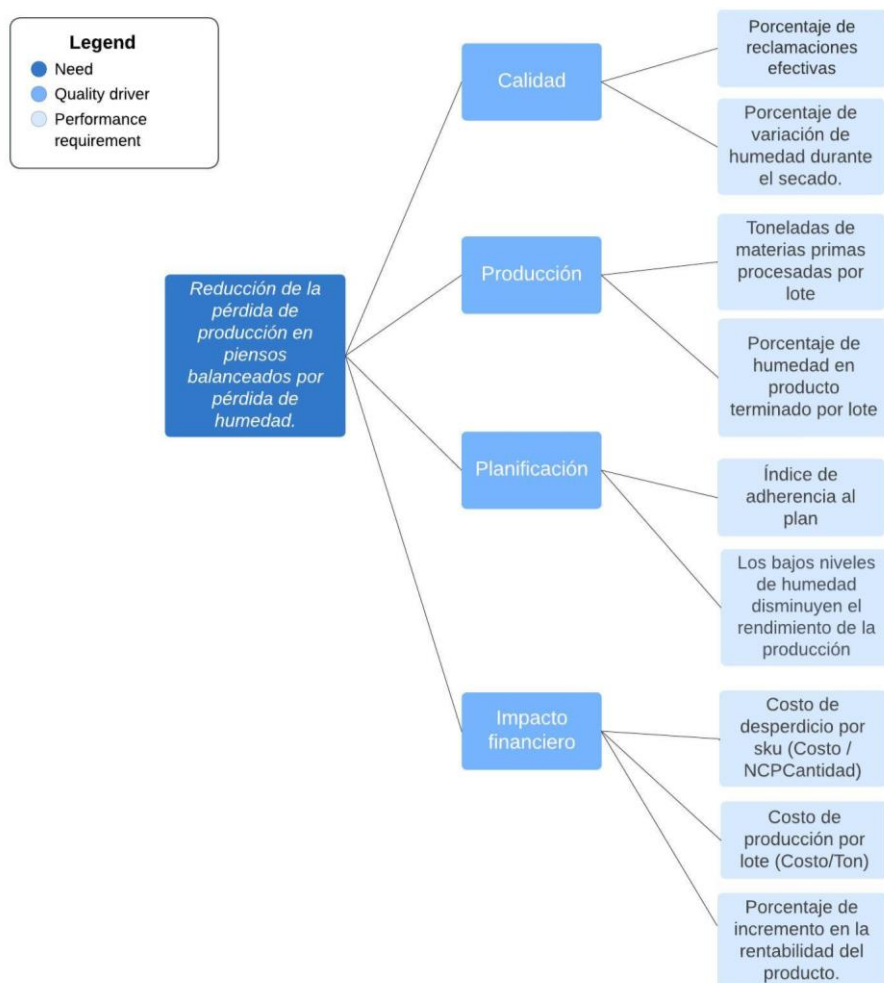 Legend
Need
Quality driver
Performance
requirement
Reducción de la
pérdida de
producción en
piensos
balanceados por
pérdida de
humedad.
Calidad
Porcentaje de
reclamaciones
efectivas
Porcentaje de
variación de
humedad durante
el secado.
Producción
Toneladas de
materias primas
procesadas por
lote
Porcentaje de
humedad en
producto
terminado por lote
Planificación
Índice de
adherencia al
plan
Los bajos niveles
de humedad
disminuyen el
rendimiento de la
producción
Impacto
financiero
Costo de
desperdicio por
sku (Costo /
NCPCantidad)
Costo de
producción por
lote (Costo/Ton)
Porcentaje de
incremento en la
rentabilidad del
producto.